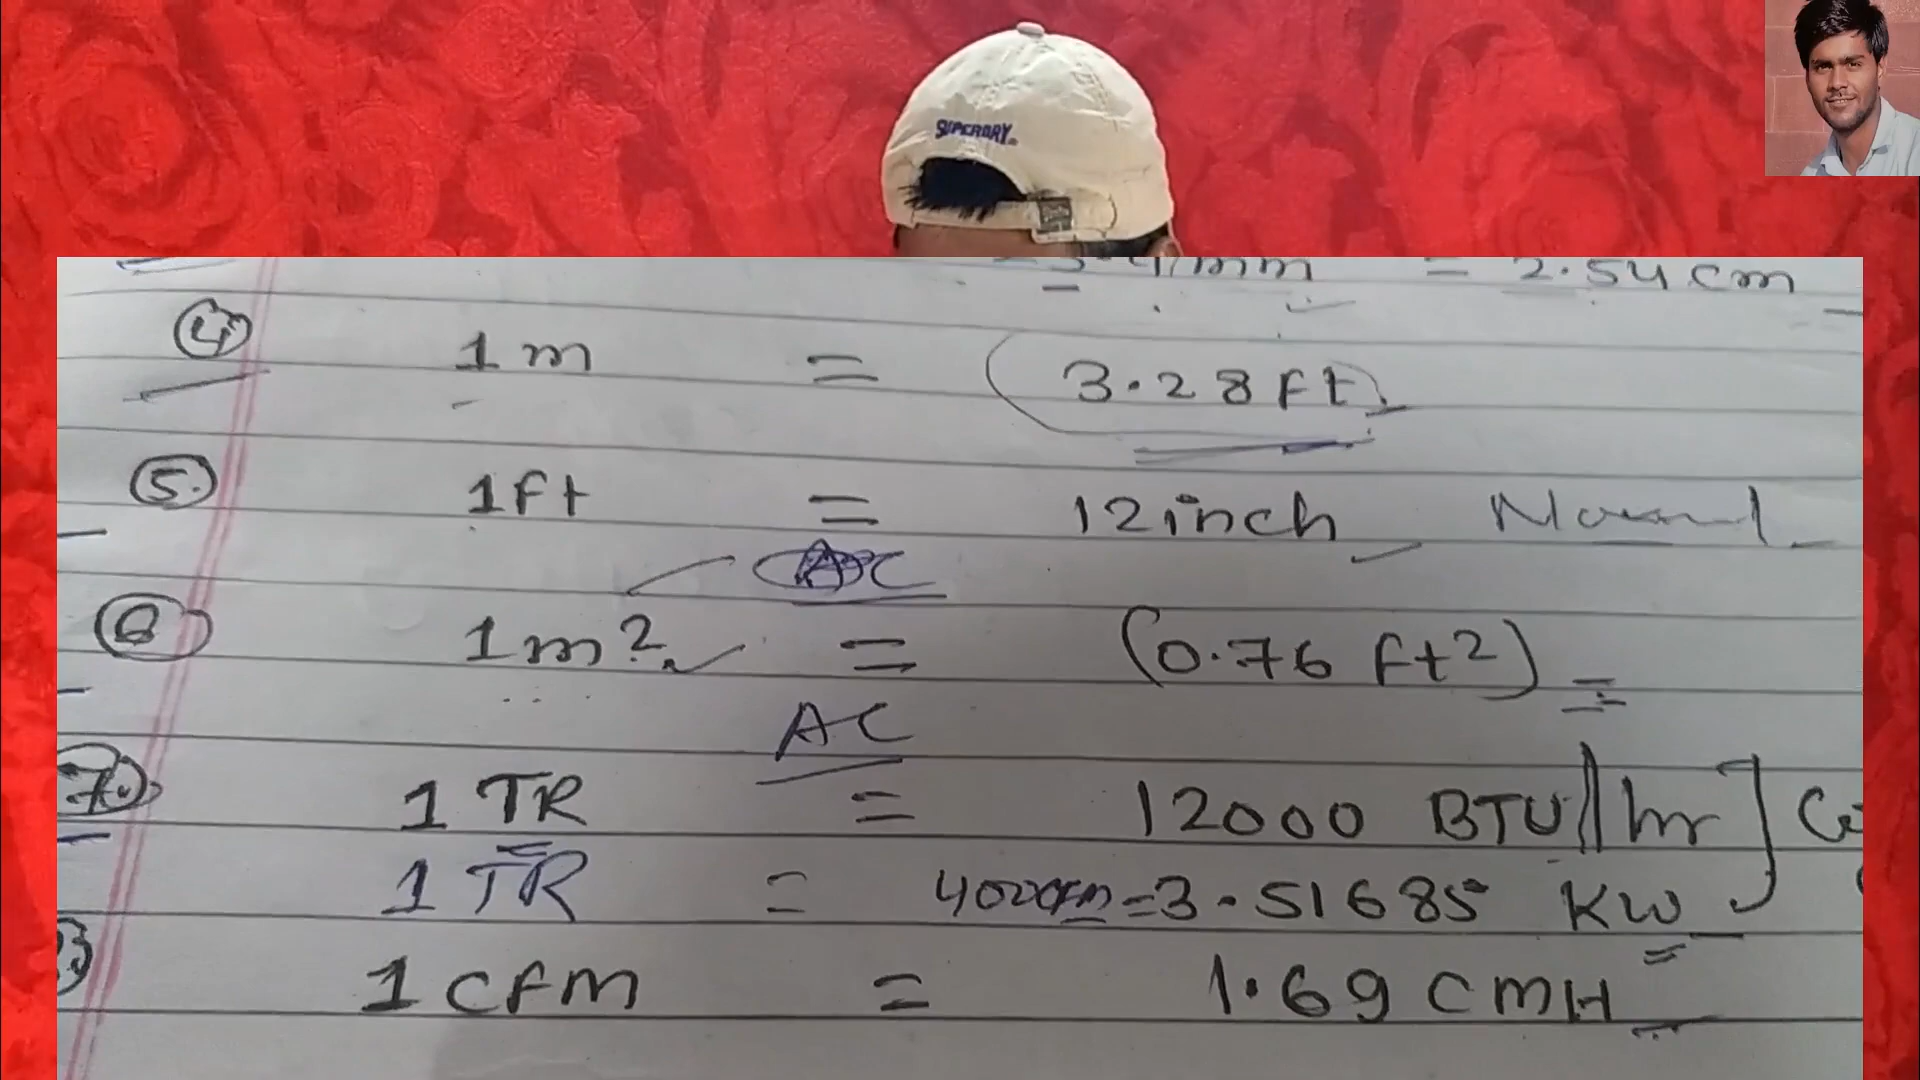 SUPERDRY
= 2.54 cm
④ 1 m = 3.28 ft
⑤ 1 ft = 12 inch
AC
⑥ 1 m² = (0.76 ft²) =
AC
7. 1 TR = 12000 BTU/hr
1 TR = 400 CFM = 3.51685 KW
1 CFM = 1.69 CMH